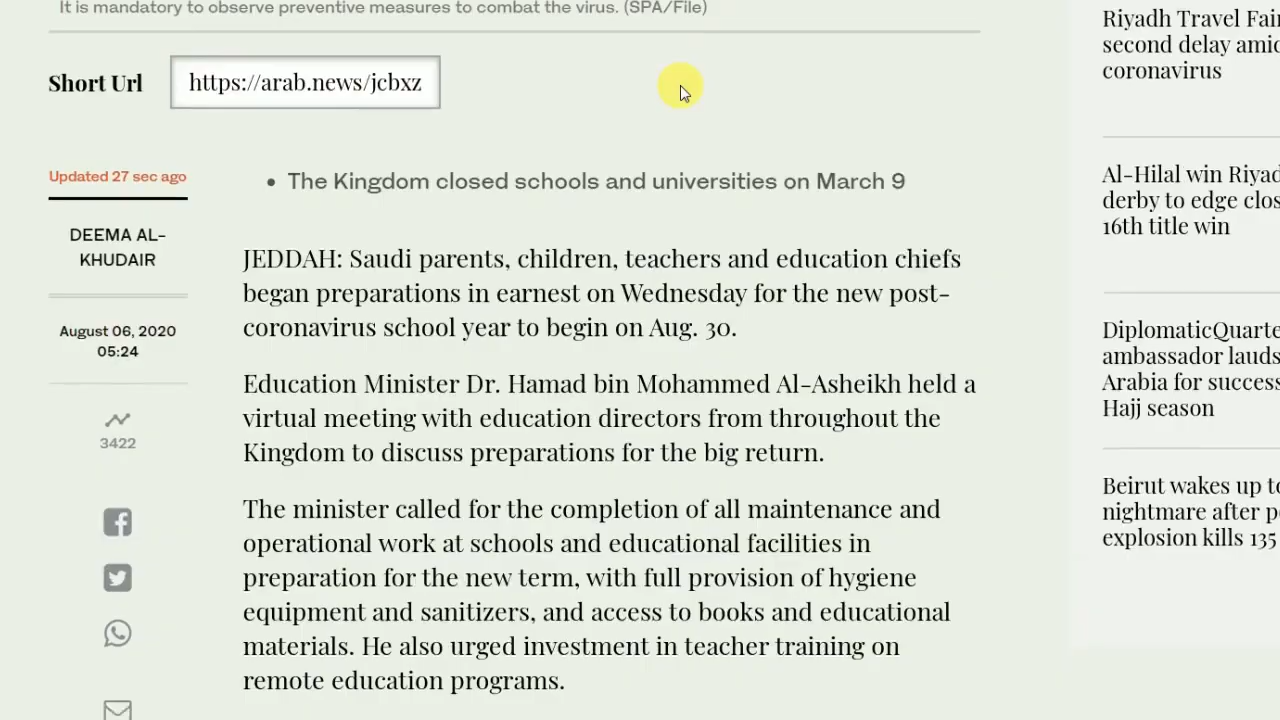 It is mandatory to observe preventive measures to combat the virus. (SPA/File)
Short Url
https://arab.news/jcbxz
Updated 27 sec ago
DEEMA AL-
KHUDAIR
August 06, 2020
05:24
3422
• The Kingdom closed schools and universities on March 9
JEDDAH: Saudi parents, children, teachers and education chiefs
began preparations in earnest on Wednesday for the new post-
coronavirus school year to begin on Aug. 30.
Education Minister Dr. Hamad bin Mohammed Al-Asheikh held a
virtual meeting with education directors from throughout the
Kingdom to discuss preparations for the big return.
The minister called for the completion of all maintenance and
operational work at schools and educational facilities in
preparation for the new term, with full provision of hygiene
equipment and sanitizers, and access to books and educational
materials. He also urged investment in teacher training on
remote education programs.
Riyadh Travel Fair
second delay amid
coronavirus
Al-Hilal win Riyad
derby to edge clos
16th title win
DiplomaticQuarte
ambassador lauds
Arabia for success
Hajj season
Beirut wakes up to
nightmare after p
explosion kills 135